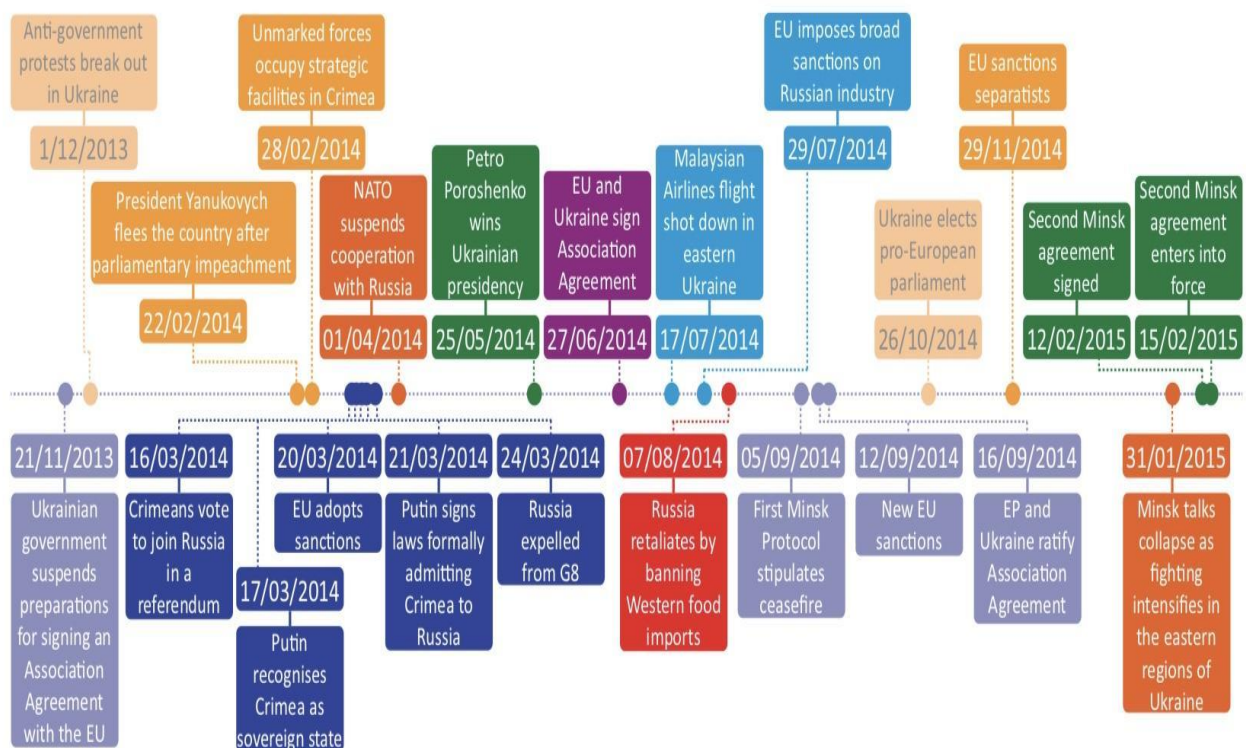 Anti-government
protests break out
in Ukraine
1/12/2013
Unmarked forces
occupy strategic
facilities in Crimea
28/02/2014
EU imposes broad
sanctions on
Russian industry
29/07/2014
EU sanctions
separatists
29/11/2014
President Yanukovych
flees the country after
parliamentary impeachment
22/02/2014
NATO
suspends
cooperation
with Russia
01/04/2014
Petro
Poroshenko
wins
Ukrainian
presidency
25/05/2014
EU and
Ukraine sign
Association
Agreement
27/06/2014
Malaysian
Airlines flight
shot down in
eastern
Ukraine
17/07/2014
Ukraine elects
pro-European
parliament
26/10/2014
Second Minsk
agreement
signed
12/02/2015
Second Minsk
agreement
enters into
force
15/02/2015
21/11/2013
Ukrainian
government
suspends
preparations
for signing an
Association
Agreement
with the EU
16/03/2014
Crimeans vote
to join Russia
in a
referendum
17/03/2014
Putin
recognises
Crimea as
sovereign state
20/03/2014
EU adopts
sanctions
21/03/2014
Putin signs
laws formally
admitting
Crimea to
Russia
24/03/2014
Russia
expelled
from G8
07/08/2014
Russia
retaliates by
banning
Western food
imports
05/09/2014
First Minsk
Protocol
stipulates
ceasefire
12/09/2014
New EU
sanctions
16/09/2014
EP and
Ukraine ratify
Association
Agreement
31/01/2015
Minsk talks
collapse as
fighting
intensifies in
the eastern
regions of
Ukraine